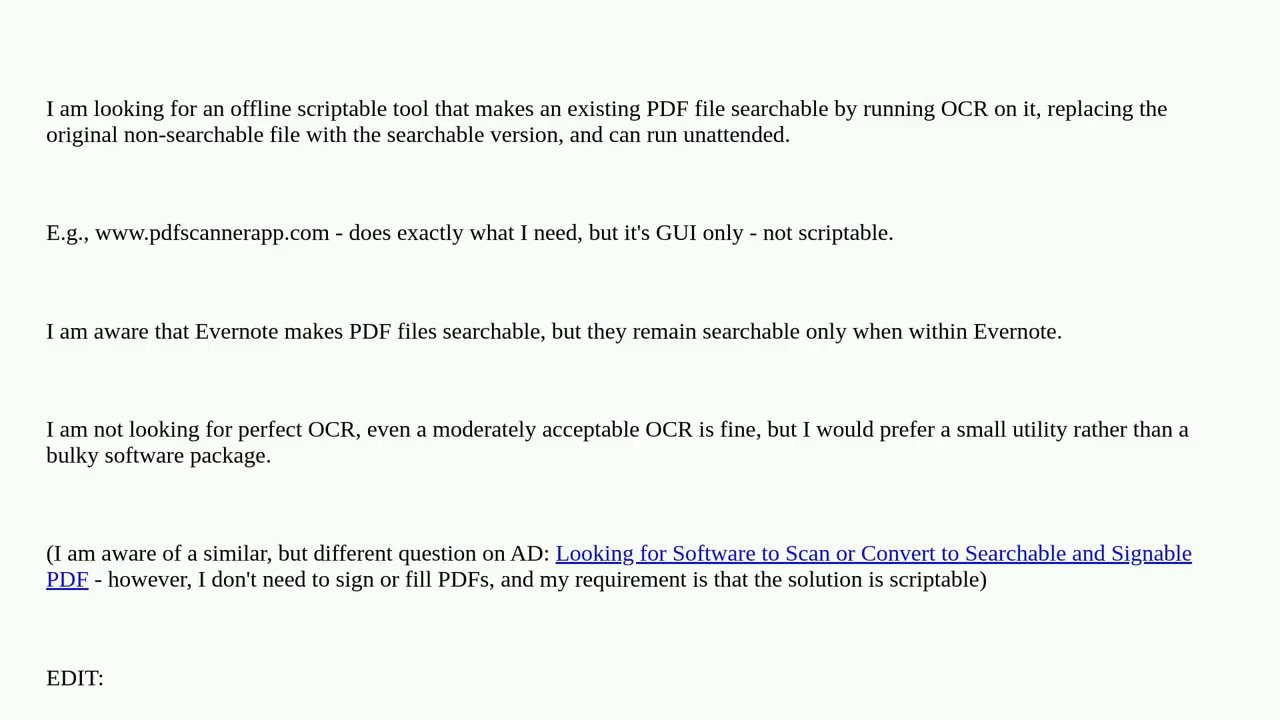 I am looking for an offline scriptable tool that makes an existing PDF file searchable by running OCR on it, replacing the
original non-searchable file with the searchable version, and can run unattended.
E.g., www.pdfscannerapp.com - does exactly what I need, but it's GUI only - not scriptable.
I am aware that Evernote makes PDF files searchable, but they remain searchable only when within Evernote.
I am not looking for perfect OCR, even a moderately acceptable OCR is fine, but I would prefer a small utility rather than a
bulky software package.
(I am aware of a similar, but different question on AD: Looking for Software to Scan or Convert to Searchable and Signable
PDF - however, I don't need to sign or fill PDFs, and my requirement is that the solution is scriptable)
EDIT: